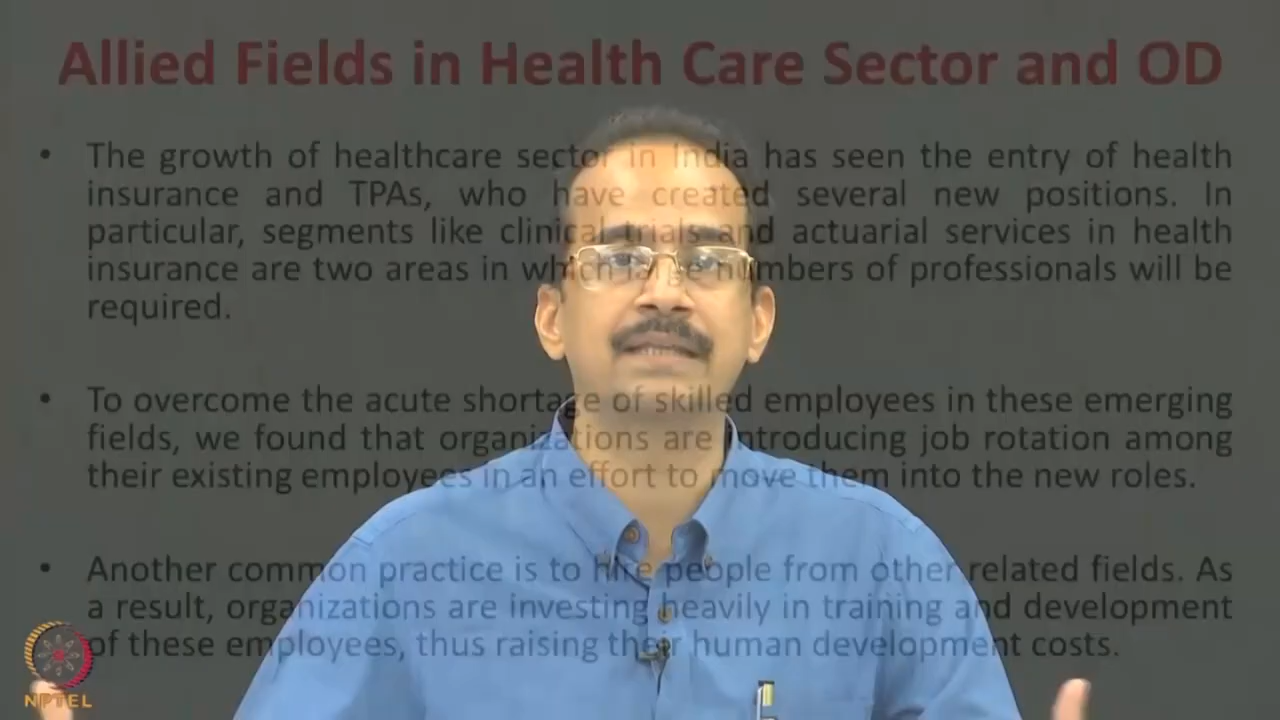 Allied Fields in Health Care Sector and OD
• The growth of healthcare sector in India has seen the entry of health
insurance and TPAs, who have created several new positions. In
particular, segments like clinical trials and actuarial services in health
insurance are two areas in which numbers of professionals will be
required.
• To overcome the acute shortage of skilled employees in these emerging
fields, we found that organizations are introducing job rotation among
their existing employees in an effort to move them into the new roles.
• Another common practice is to hire people from other related fields. As
a result, organizations are investing heavily in training and development
of these employees, thus raising their human development costs.
NPTEL